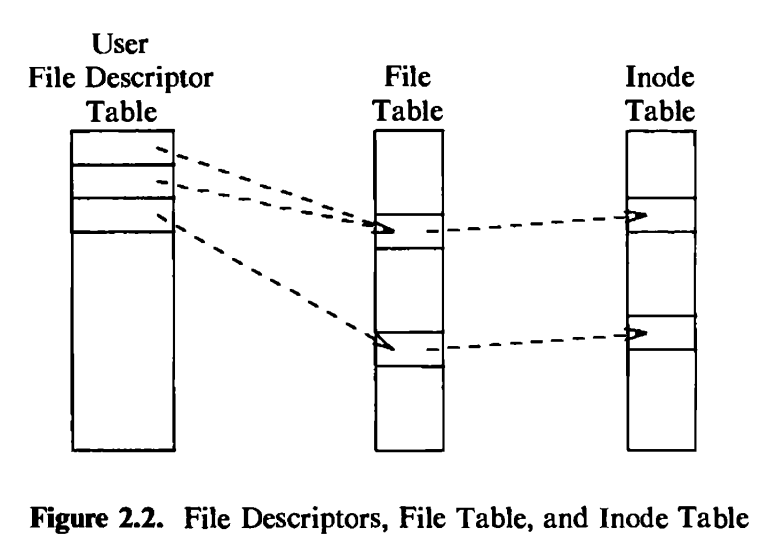 User
File Descriptor
Table
File
Table
Inode
Table
Figure 2.2. File Descriptors, File Table, and Inode Table